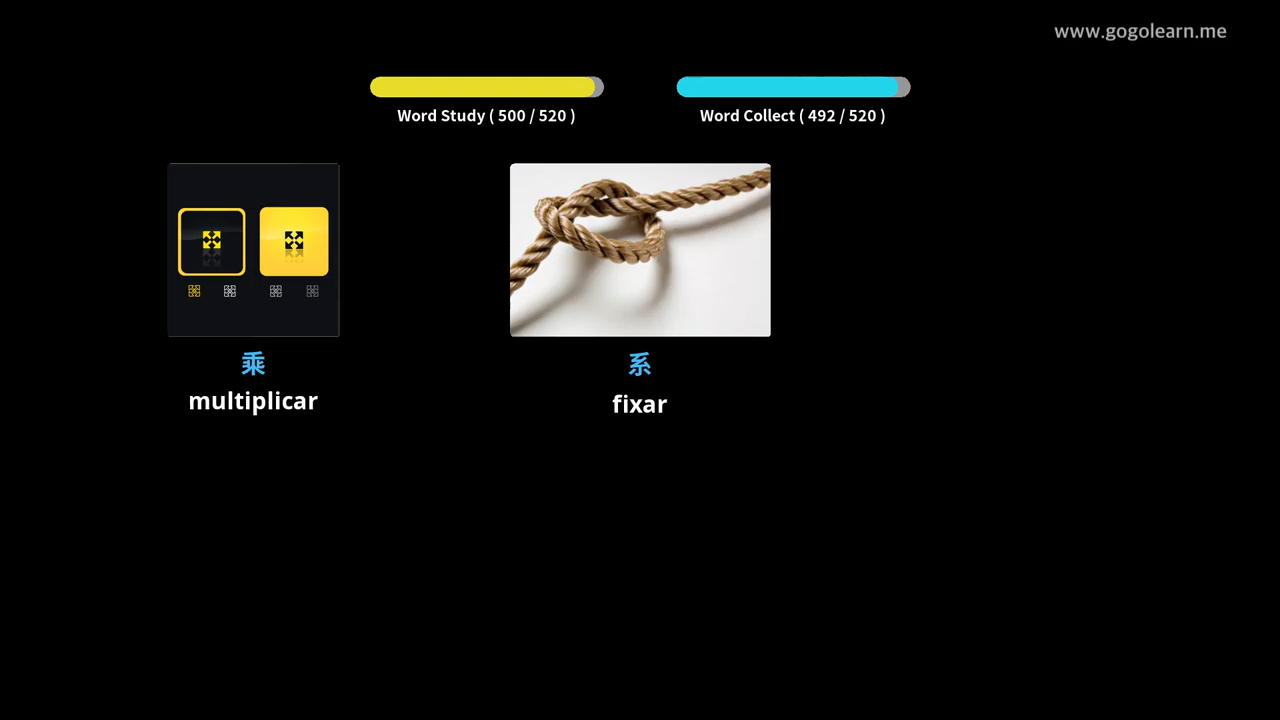 www.gogolearn.me
Word Study ( 500 / 520 )
Word Collect ( 492 / 520 )
乘
multiplicar
系
fixar